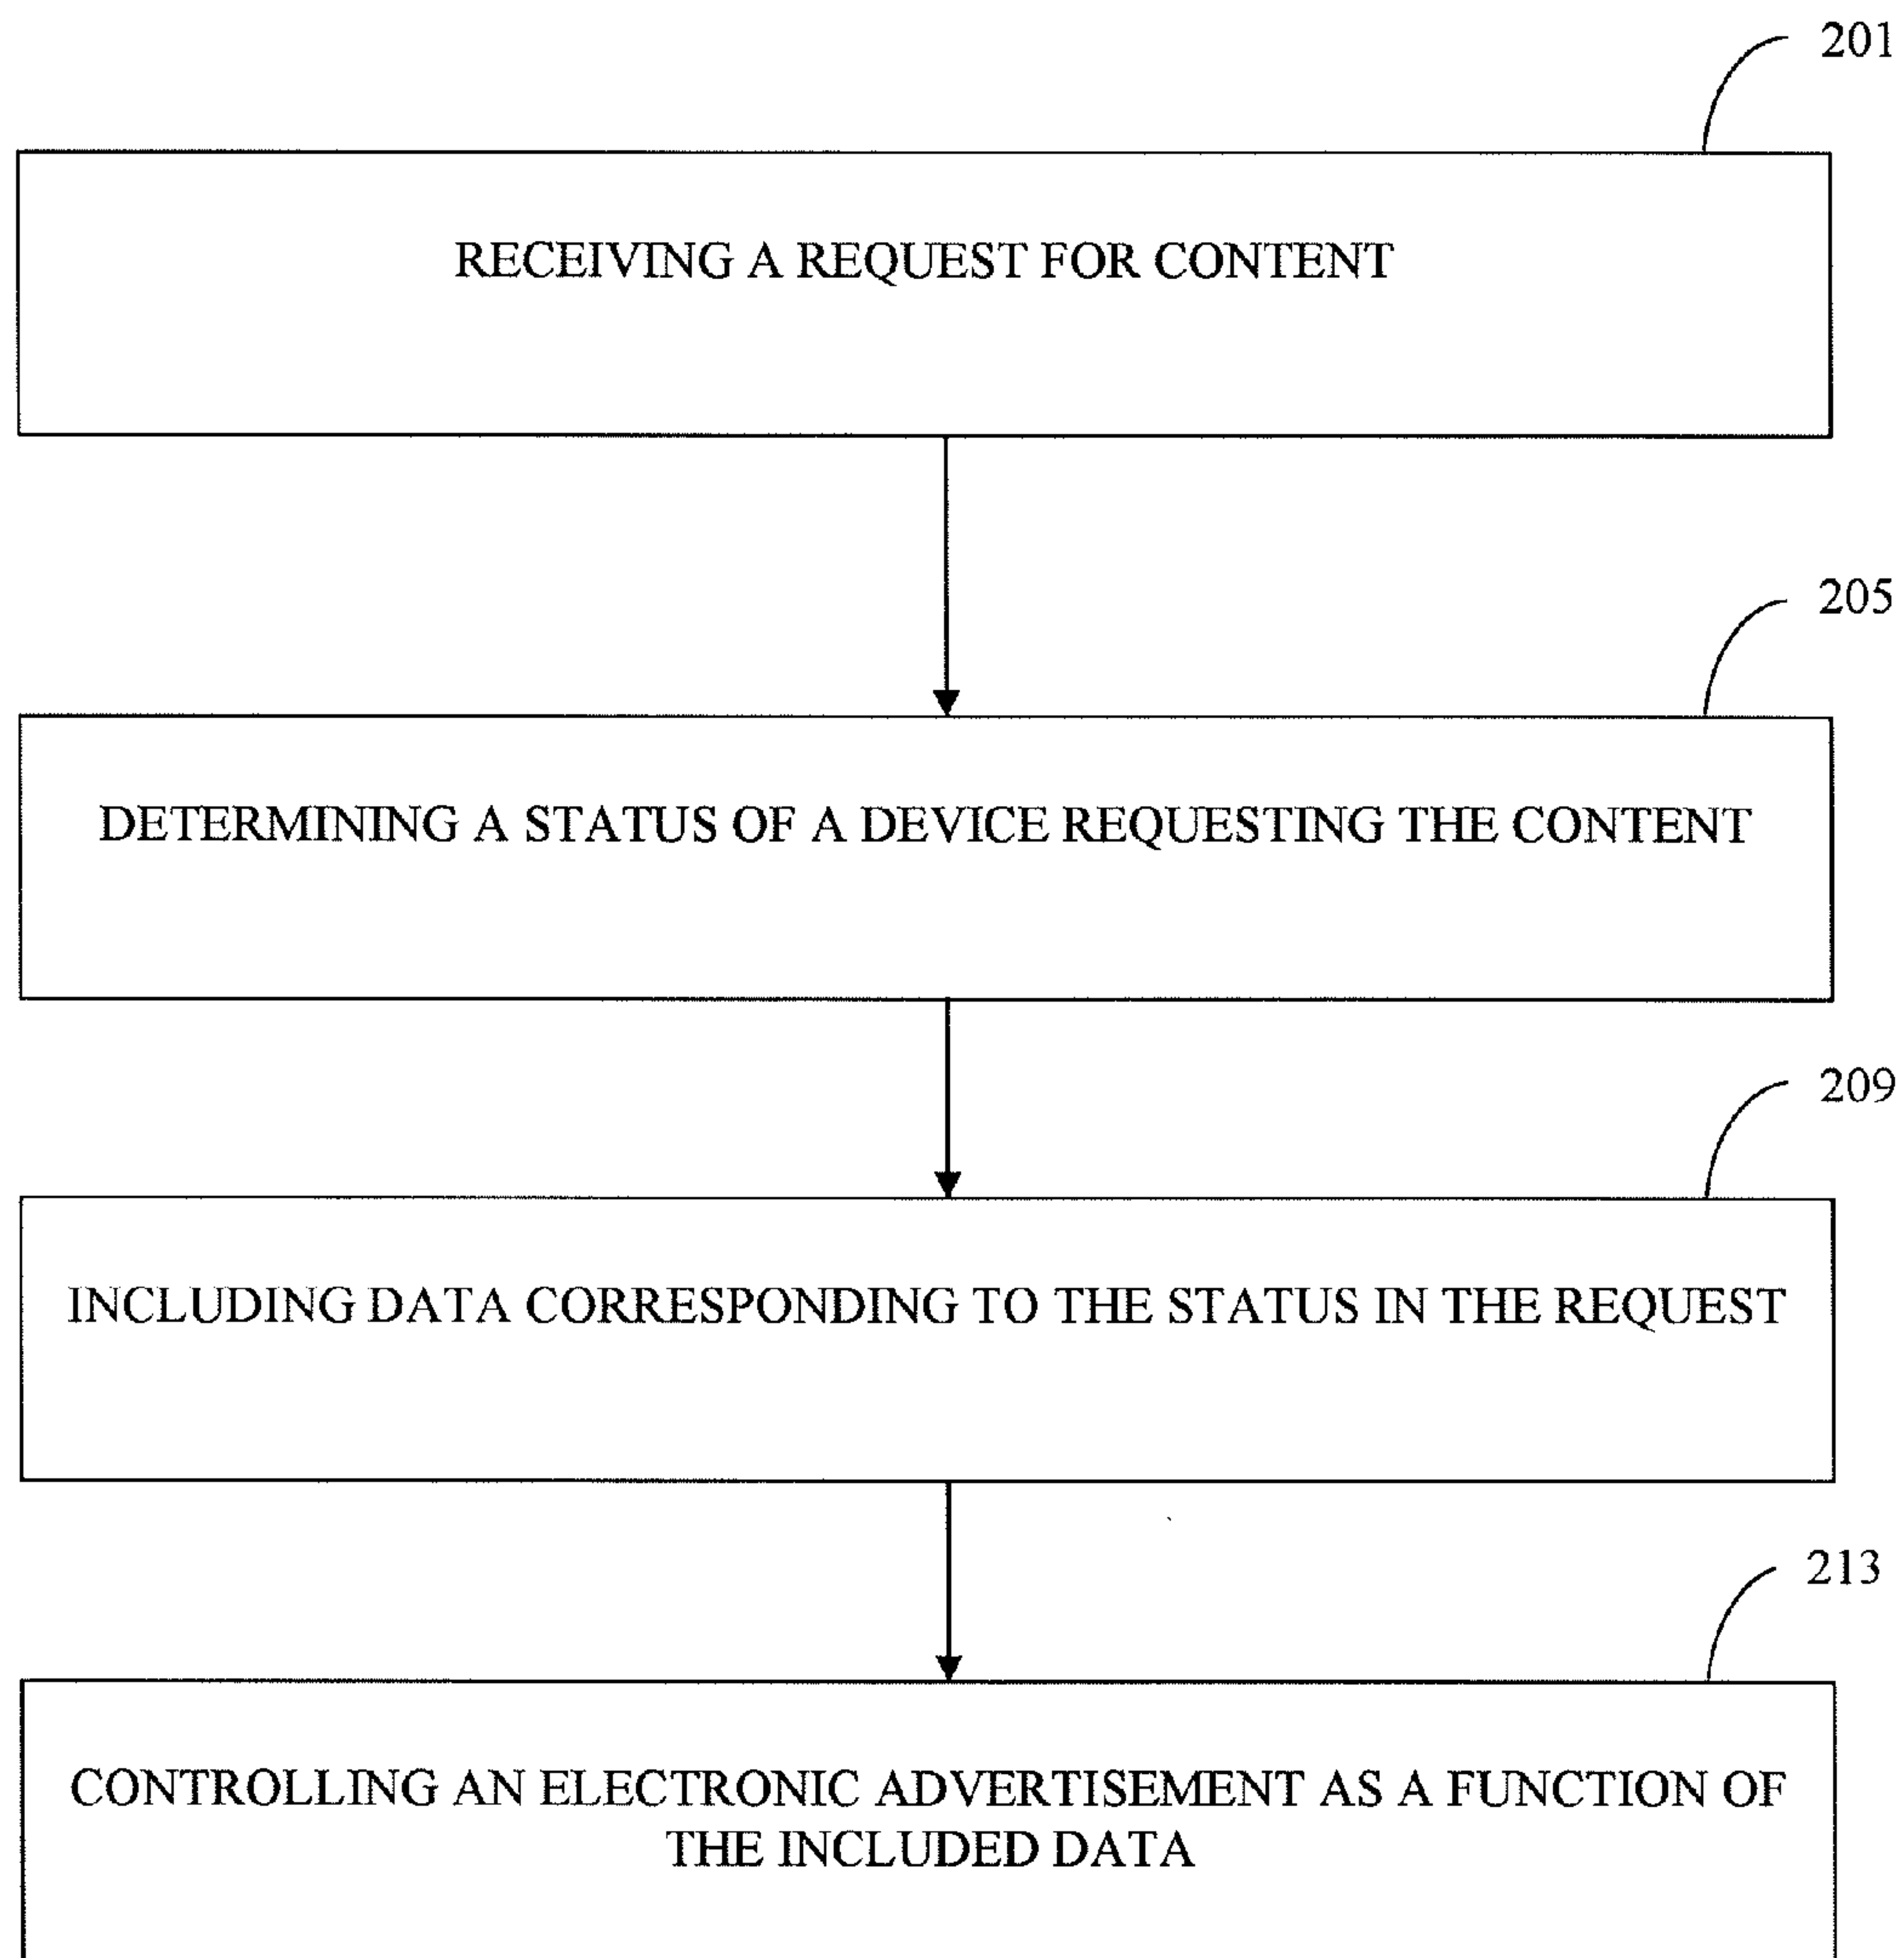 201
RECEIVING A REQUEST FOR CONTENT
205
DETERMINING A STATUS OF A DEVICE REQUESTING THE CONTENT
209
INCLUDING DATA CORRESPONDING TO THE STATUS IN THE REQUEST
213
CONTROLLING AN ELECTRONIC ADVERTISEMENT AS A FUNCTION OF
THE INCLUDED DATA